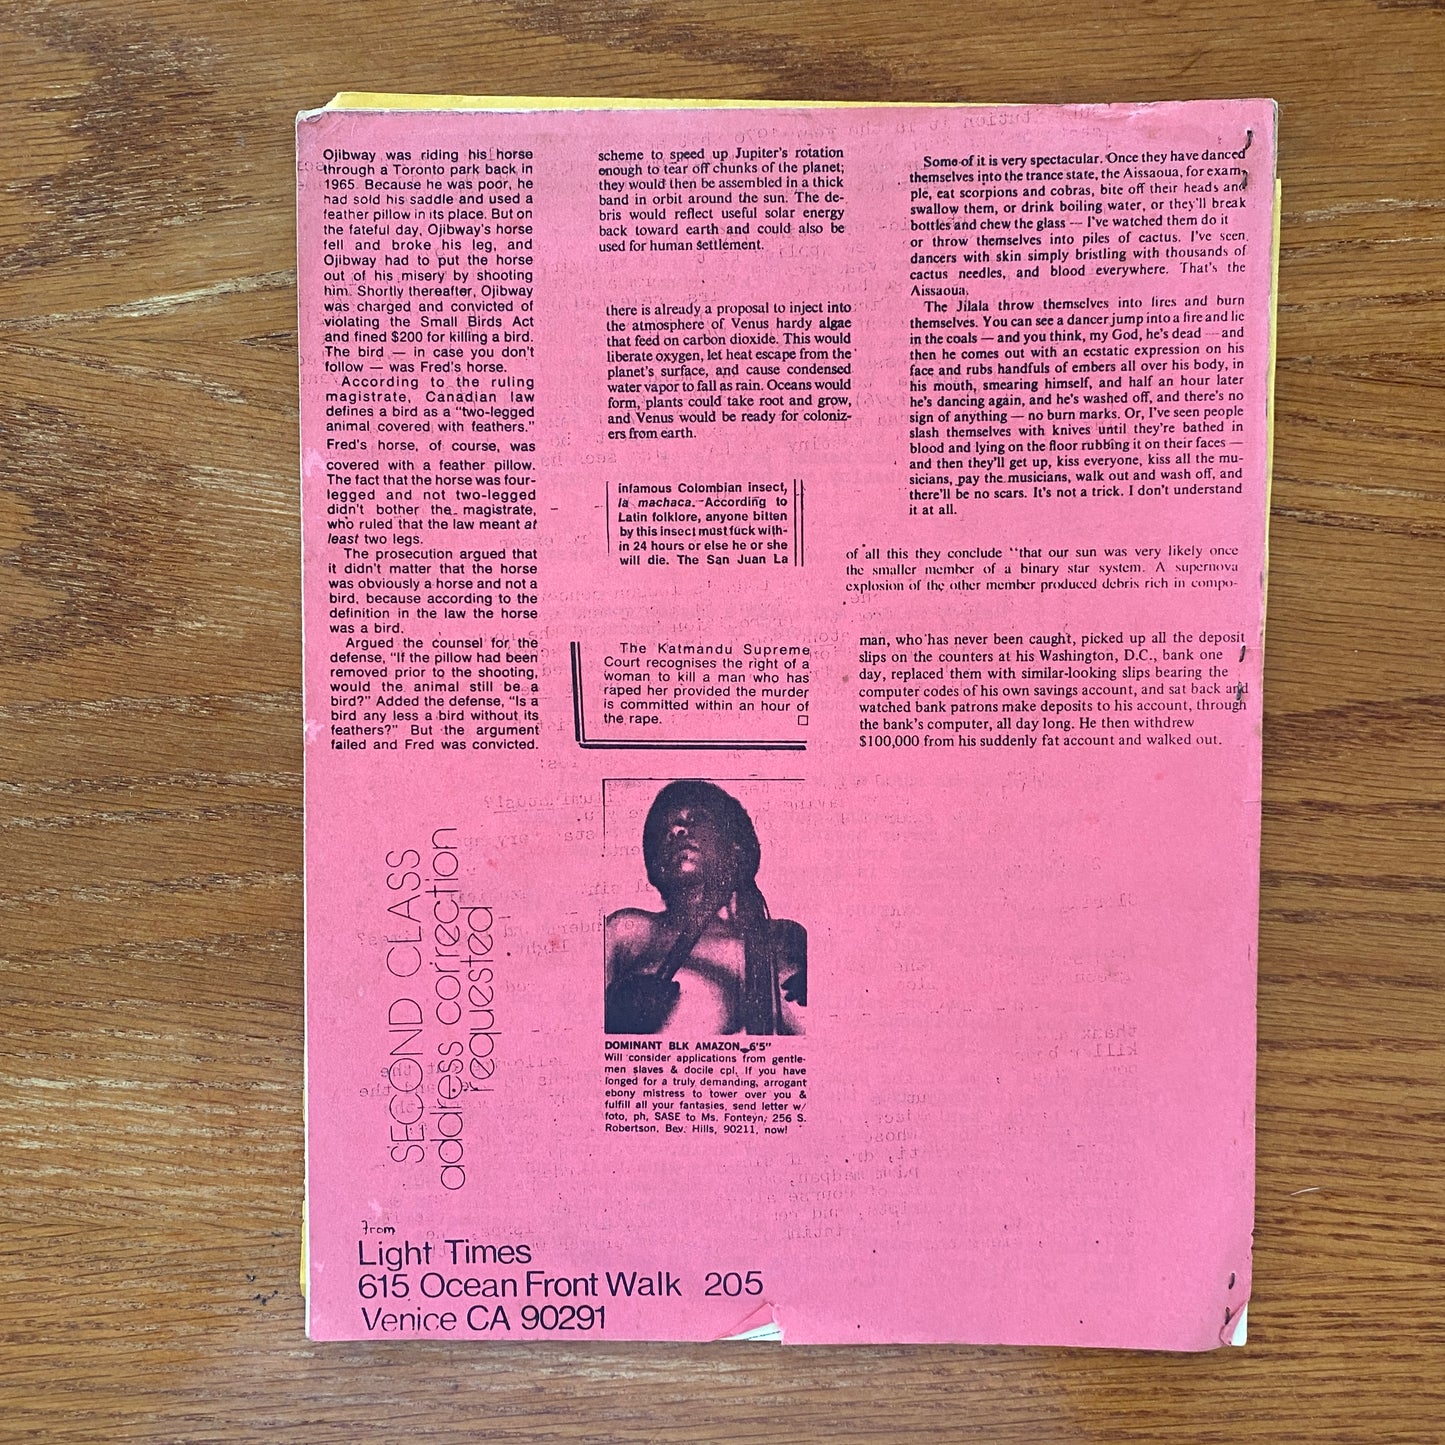 Ojibway was riding his horse
through a Toronto park back in
1965. Because he was poor, he
had sold his saddle and used a
feather pillow in its place. But on
the fateful day, Ojibway's horse
fell and broke his leg, and
Ojibway had to put the horse
out of his misery by shooting
him. Shortly thereafter, Ojibway
was charged and convicted of
violating the Small Birds Act
and fined $200 for killing a bird.
The bird — in case you don't
follow — was Fred's horse.
According to the ruling
magistrate, Canadian law
defines a bird as a "two-legged
animal covered with feathers."
Fred's horse, of course, was
covered with a feather pillow.
The fact that the horse was four-
legged and not two-legged
didn't bother the magistrate,
who ruled that the law meant at
least two legs.
The prosecution argued that
it didn't matter that the horse
was obviously a horse and not a
bird, because according to the
definition in the law the horse
was a bird.
Argued the counsel for the
defense, "If the pillow had been
removed prior to the shooting,
would the animal still be a
bird?" Added the defense, "Is a
bird any less a bird without its
feathers?" But the argument
failed and Fred was convicted.
scheme to speed up Jupiter's rotation
enough to tear off chunks of the planet;
they would then be assembled in a thick
band in orbit around the sun. The de-
bris would reflect useful solar energy
back toward earth and could also be
used for human settlement.
there is already a proposal to inject into
the atmosphere of Venus hardy algae
that feed on carbon dioxide. This would
liberate oxygen, let heat escape from the
planet's surface, and cause condensed
water vapor to fall as rain. Oceans would
form, plants could take root and grow,
and Venus would be ready for coloniz-
ers from earth.
infamous Colombian insect,
la machaca. According to
Latin folklore, anyone bitten
by this insect must fuck with-
in 24 hours or else he or she
will die. The San Juan La
The Katmandu Supreme
Court recognises the right of a
woman to kill a man who has
raped her provided the murder
is committed within an hour of
the rape. □
Some of it is very spectacular. Once they have danced
themselves into the trance state, the Aissaoua, for exam-
ple, eat scorpions and cobras, bite off their heads and
swallow them, or drink boiling water, or they'll break
bottles and chew the glass — I've watched them do it
or throw themselves into piles of cactus. I've seen
dancers with skin simply bristling with thousands of
cactus needles, and blood everywhere. That's the
Aissaoua.
The Jilala throw themselves into fires and burn
themselves. You can see a dancer jump into a fire and lie
in the coals — and you think, my God, he's dead — and
then he comes out with an ecstatic expression on his
face and rubs handfuls of embers all over his body, in
his mouth, smearing himself, and half an hour later
he's dancing again, and he's washed off, and there's no
sign of anything — no burn marks. Or, I've seen people
slash themselves with knives until they're bathed in
blood and lying on the floor rubbing it on their faces —
and then they'll get up, kiss everyone, kiss all the mu-
sicians, pay the musicians, walk out and wash off, and
there'll be no scars. It's not a trick. I don't understand
it at all.
of all this they conclude "that our sun was very likely once
the smaller member of a binary star system. A supernova
explosion of the other member produced debris rich in compo-
man, who has never been caught, picked up all the deposit
slips on the counters at his Washington, D.C., bank one
day, replaced them with similar-looking slips bearing the
computer codes of his own savings account, and sat back and
watched bank patrons make deposits to his account, through
the bank's computer, all day long. He then withdrew
$100,000 from his suddenly fat account and walked out.
DOMINANT BLK AMAZON, 6'5"
Will consider applications from gentle-
men slaves & docile cpl. If you have
longed for a truly demanding, arrogant
ebony mistress to tower over you &
fulfill all your fantasies, send letter w/
foto, ph, SASE to Ms. Fonteyn, 256 S.
Robertson, Bev. Hills, 90211, now!
SECOND CLASS
address correction
requested
From
Light Times
615 Ocean Front Walk 205
Venice CA 90291